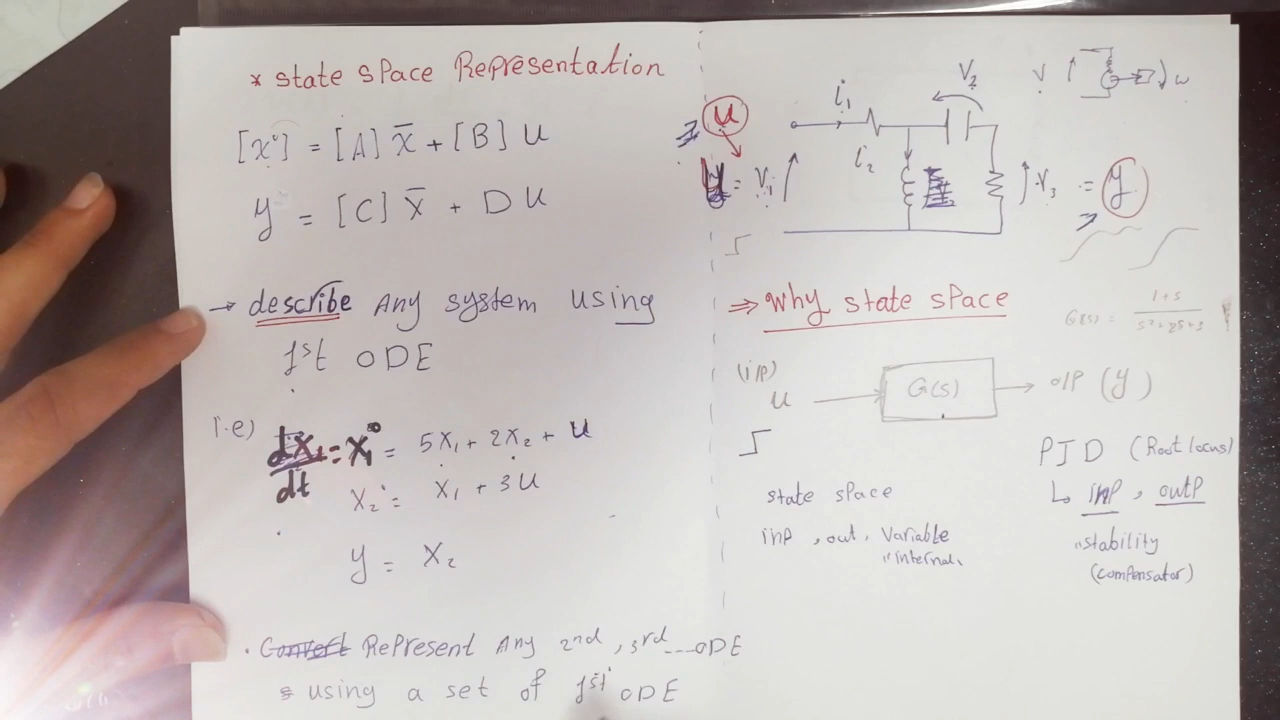 * State Space Representation
[x°] = [A] x̄ + [B] u
y = [C] x̄ + D u
→ describe Any system using
1st ODE
i.e) dx₁/dt = x₁° = 5x₁ + 2x₂ + u
x₂° = x₁ + 3u
y = x₂
. Convert Represent Any 2nd, 3rd---ODE
using a set of 1st ODE
u
= V₁
i₁
i₂
V₂
V₃ = y
V
ω
⇒ why state space
G(s) = 1+s / s²+2s+3
(i/p)
u → G(s) → o/p (y)
state space
inp, out, Variable
"internal"
PID (Root locus)
↳ inp, outp
"stability
(compensator)